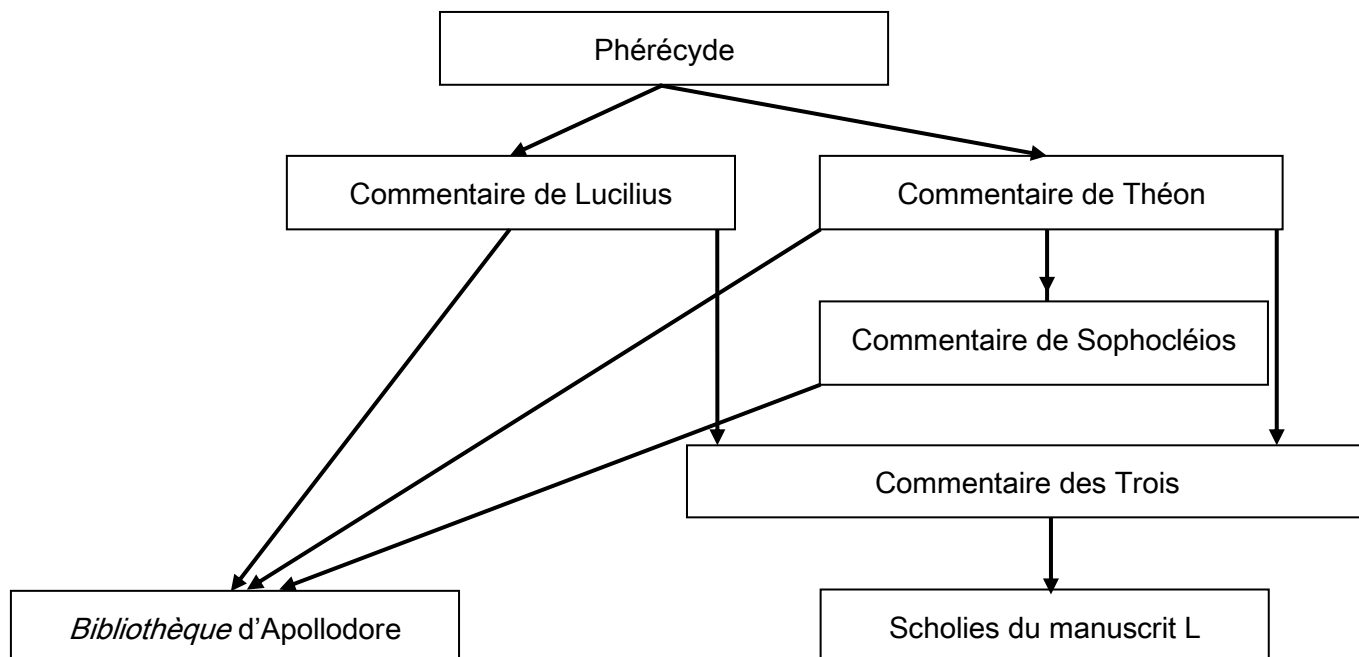 Phérécyde
Commentaire de Lucilius
Commentaire de Théon
Commentaire de Sophocléios
Commentaire des Trois
Bibliothèque d’Apollodore
Scholies du manuscrit L